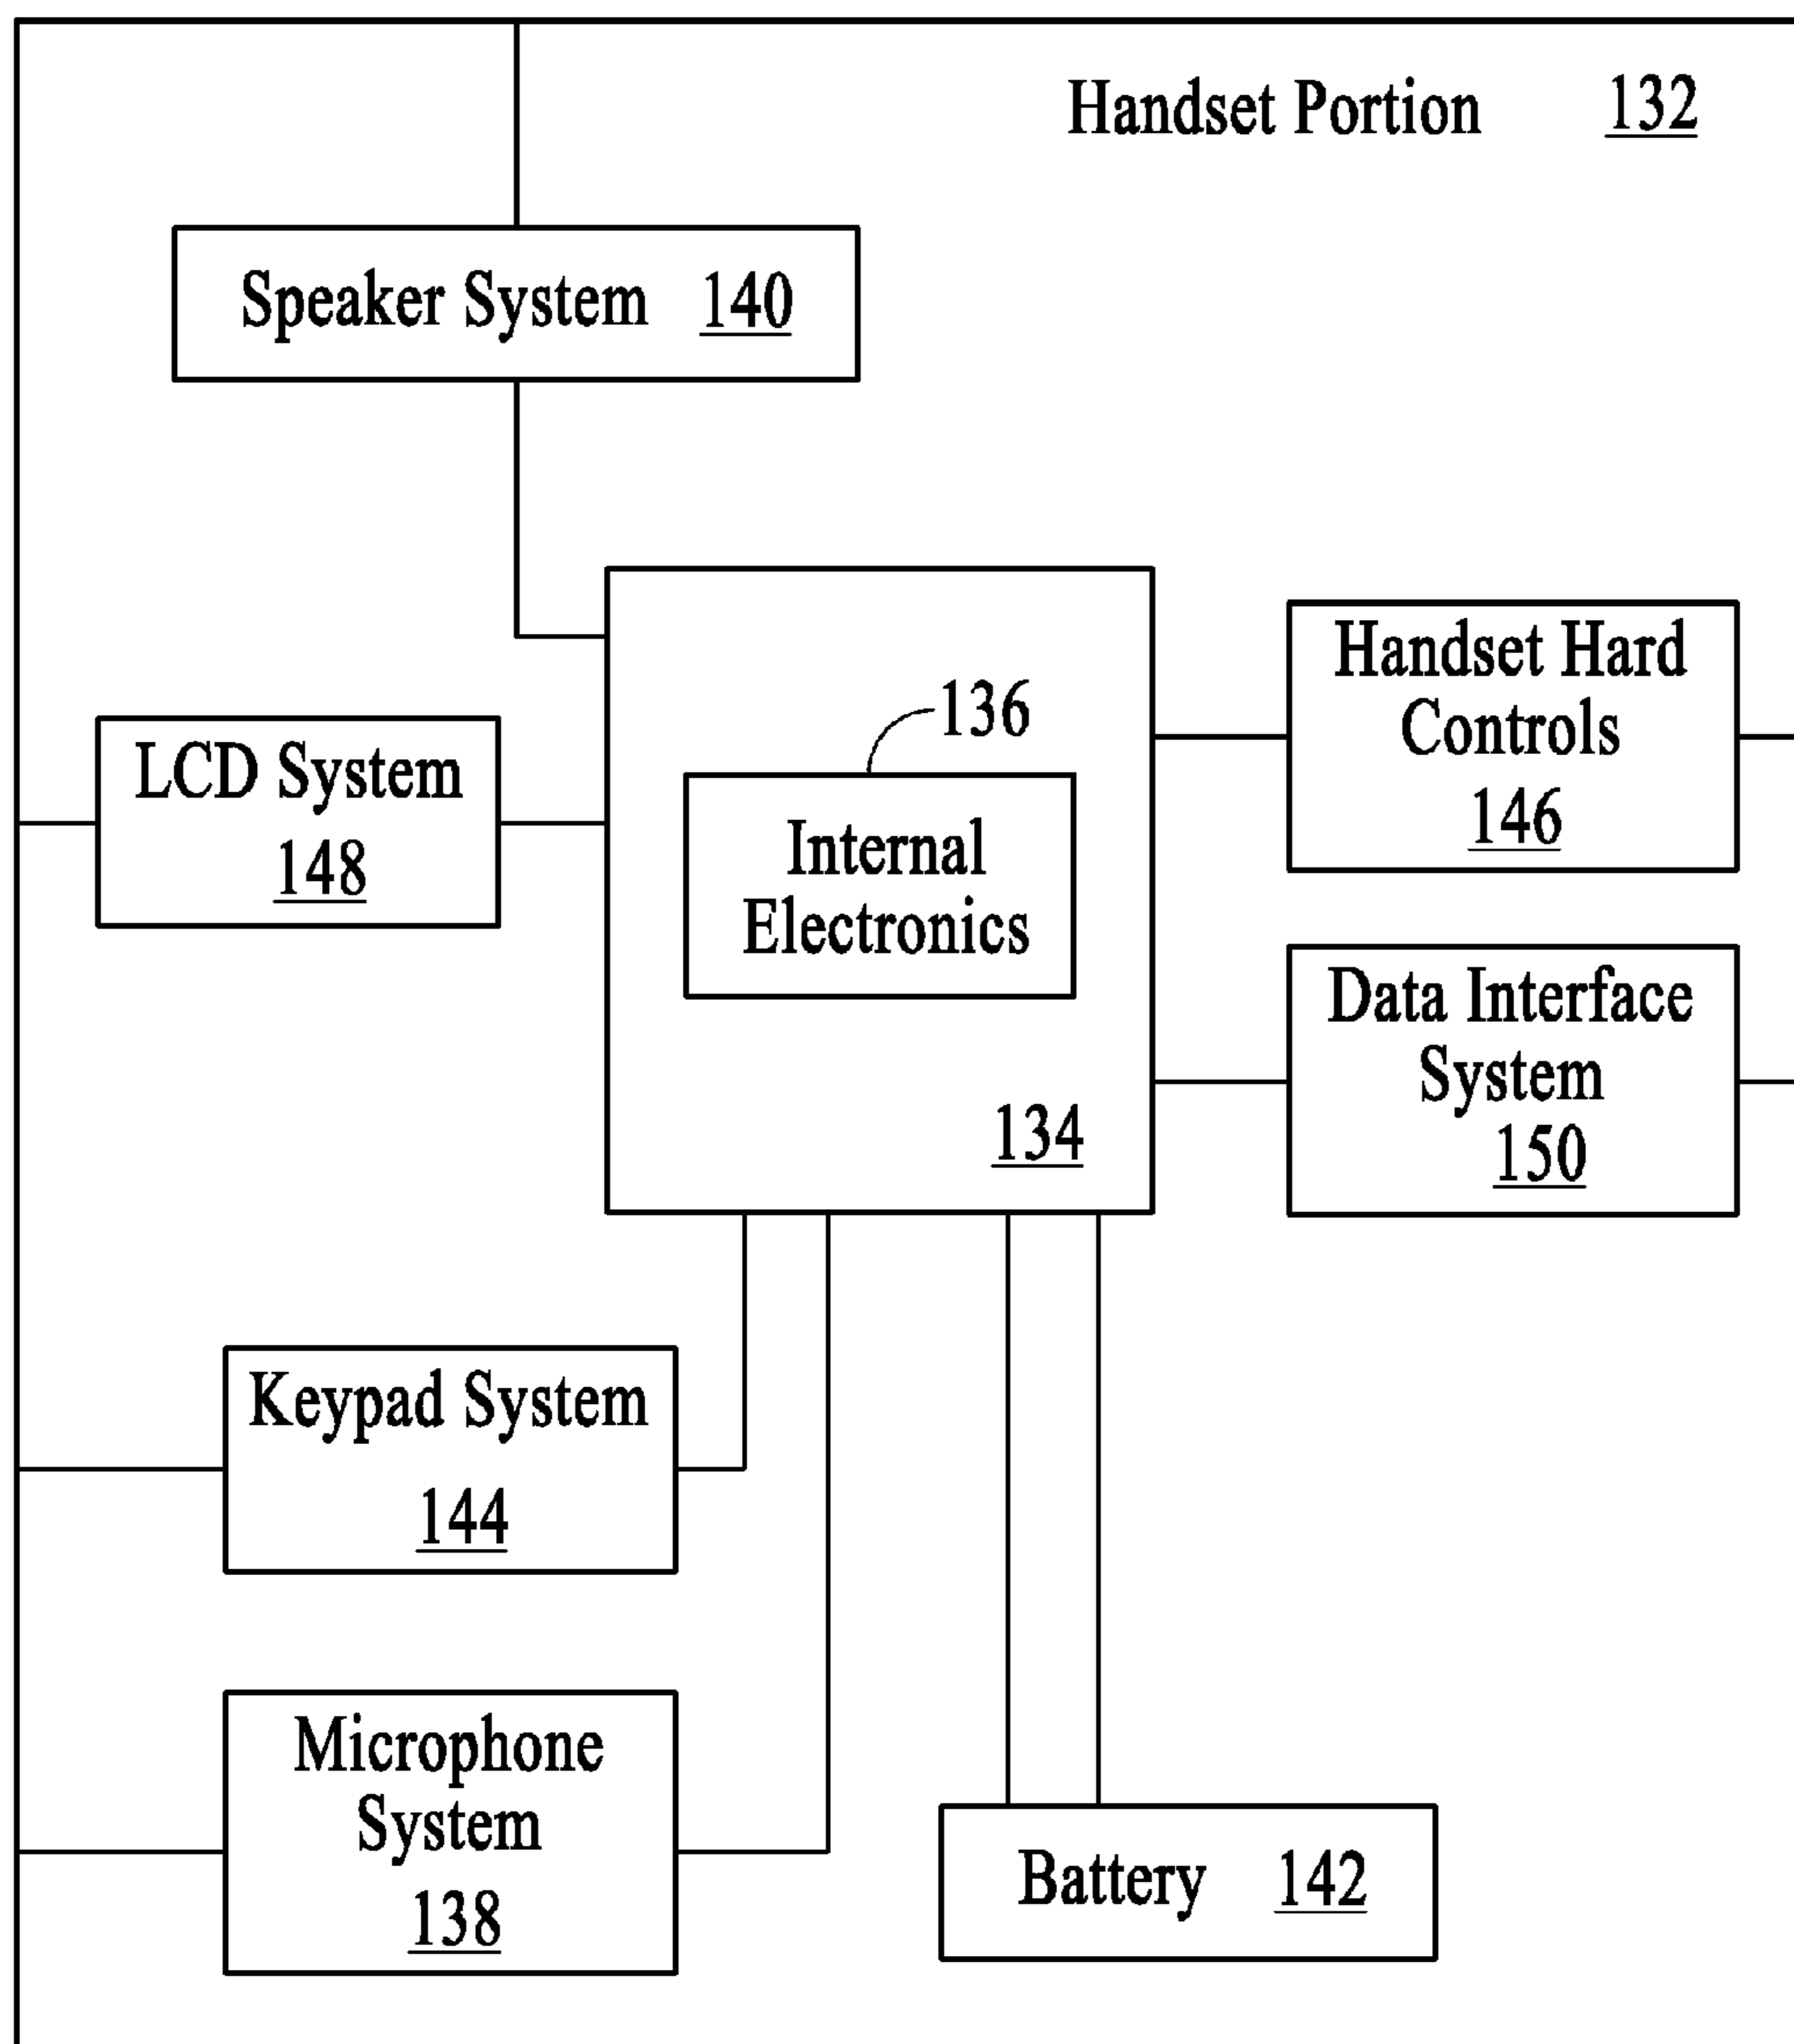 Handset Portion 132
Speaker System 140
136
Internal
Electronics
134
Handset Hard
Controls
146
LCD System
148
Data Interface
System
150
Keypad System
144
Microphone
System
138
Battery 142